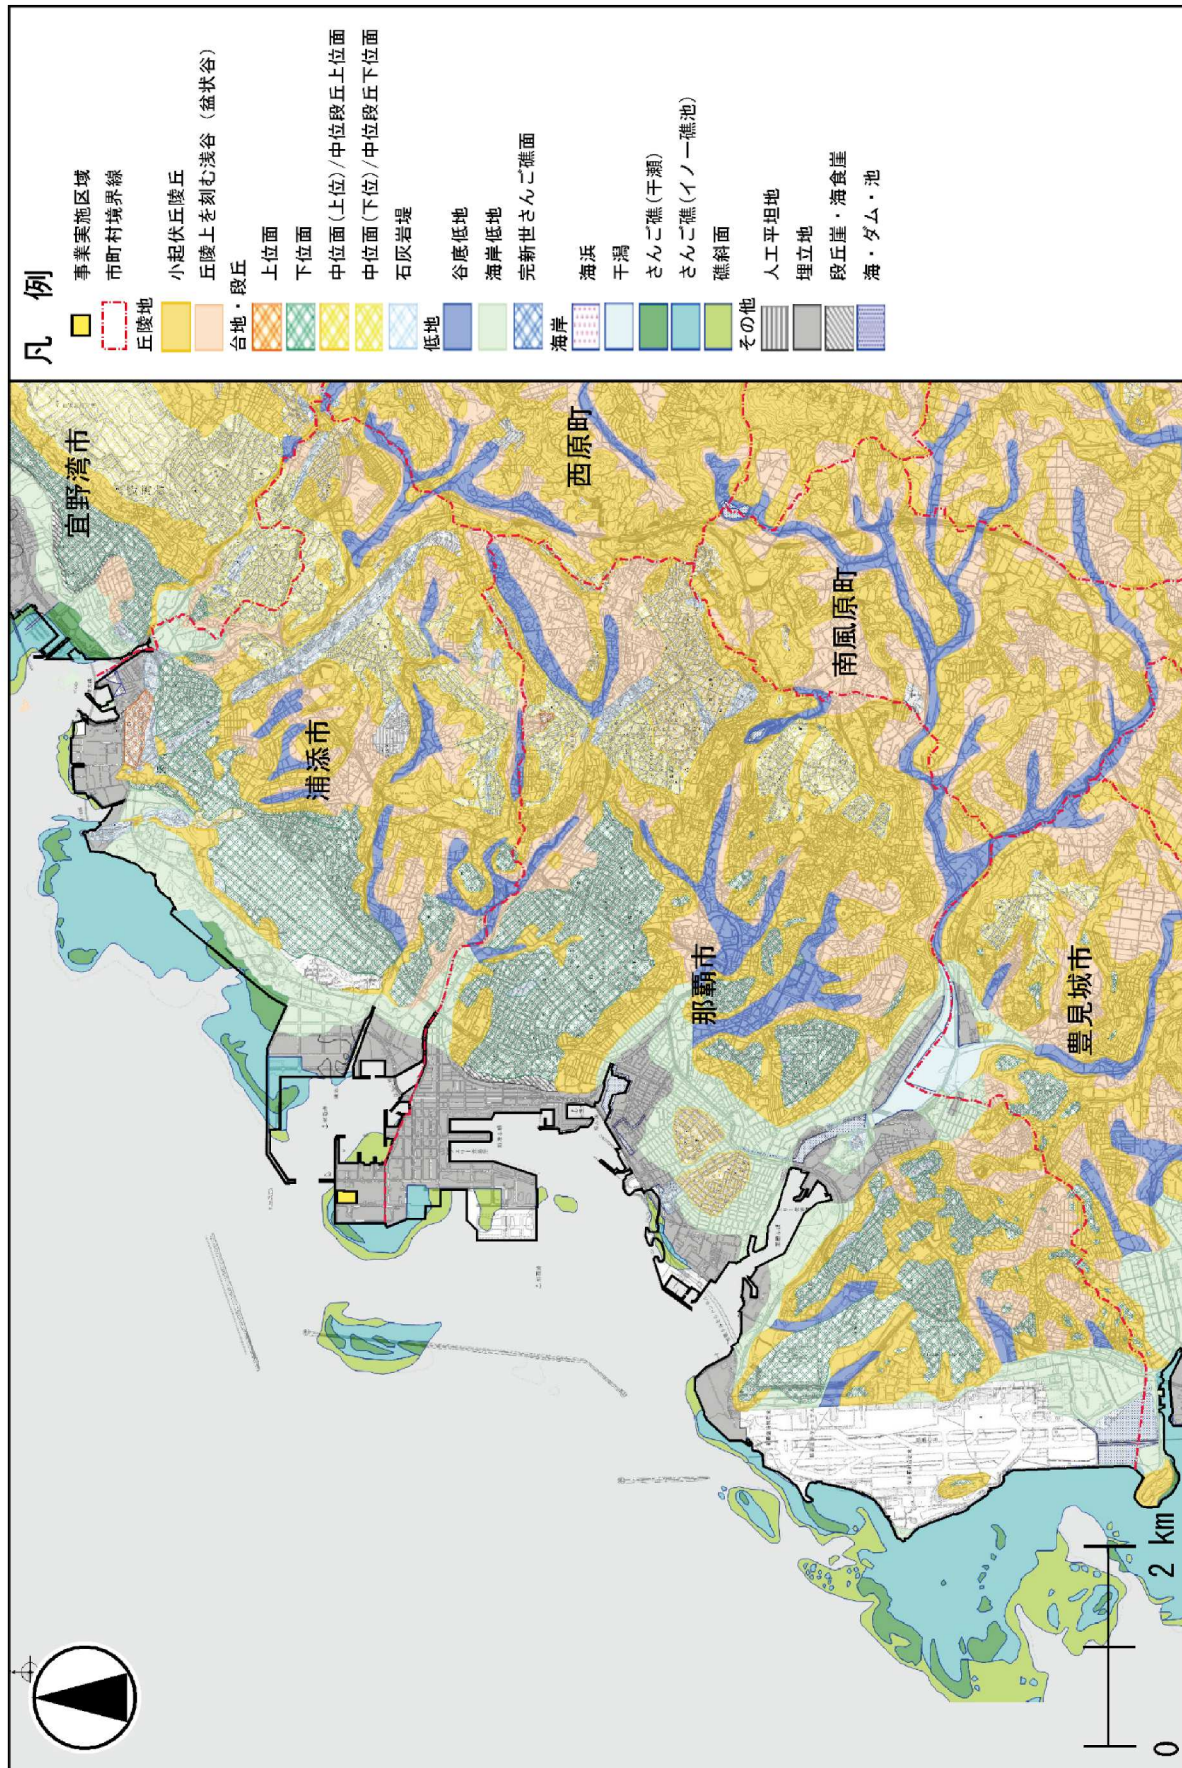 凡 例
事業実施区域
市町村境界線
丘陵地
小起伏丘陵丘
丘陵上を刻む浅谷（盆状谷）
台地・段丘
上位面
下位面
中位面(上位)/中位段丘上位面
中位面(下位)/中位段丘下位面
石灰岩堤
低地
谷底低地
海岸低地
完新世さんご礁面
海岸
海浜
干潟
さんご礁(干瀬)
さんご礁(イノー礁池)
礁斜面
その他
人工平坦地
埋立地
段丘崖・海食崖
海・ダム・池
宜野湾市
西原町
浦添市
南風原町
那覇市
豊見城市
0
2 km